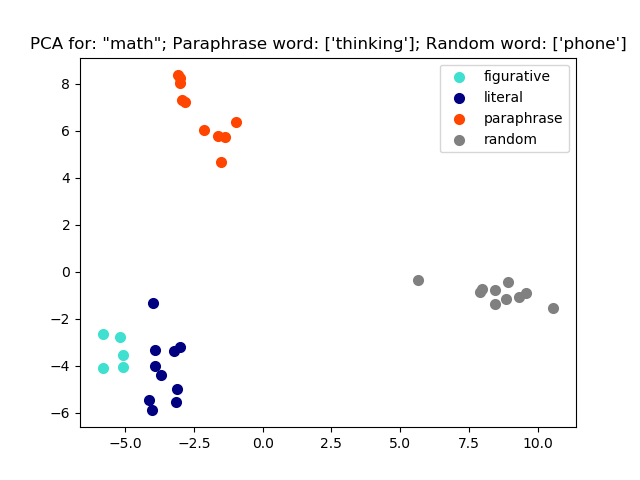 PCA for: "math"; Paraphrase word: ['thinking']; Random word: ['phone']
figurative
literal
paraphrase
random
8
6
4
2
0
−2
−4
−6
−5.0 −2.5 0.0 2.5 5.0 7.5 10.0